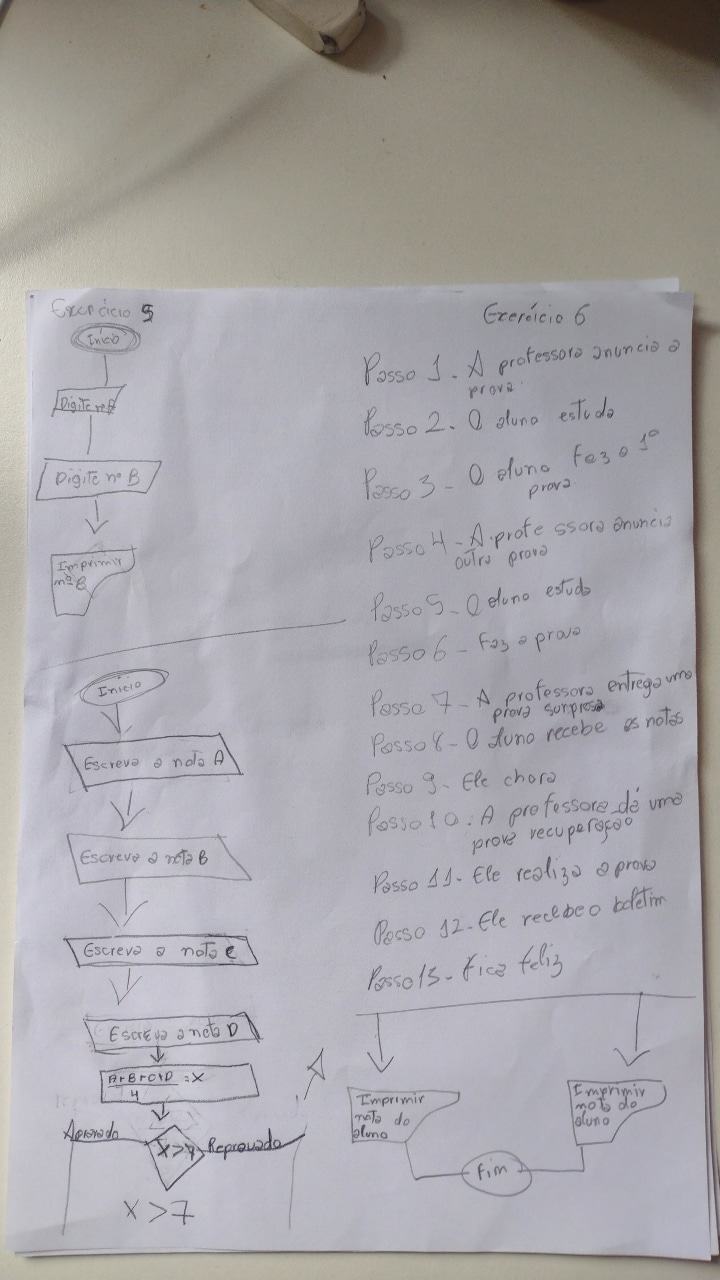 Exercício 5
Início
Digite nº
Digite nº B
Imprimir
nº
Início
Escreva a nota A
Escreva a nota B
Escreva a nota C
Escreva a nota D
A+B+C+D = X
4
Aprovado
X>7
Reprovado
X >7
Exercício 6
Passo 1 - A professora anuncia a
prova.
Passo 2 - O aluno estuda
Passo 3 - O aluno faz a 1º
prova
Passo 4 - A professora anuncia
outra prova
Passo 5 - O aluno estuda
Passo 6 - Faz a prova
Passo 7 - A professora entrega uma
prova surpresa
Passo 8 - O aluno recebe as notas
Passo 9 - Ele chora
Passo 10 - A professora dá uma
prova recuperação
Passo 11 - Ele realiza a prova
Passo 12 - Ele recebe o boletim
Passo 13 - Fica feliz
Imprimir
nota do
aluno
Imprimir
nota do
aluno
fim